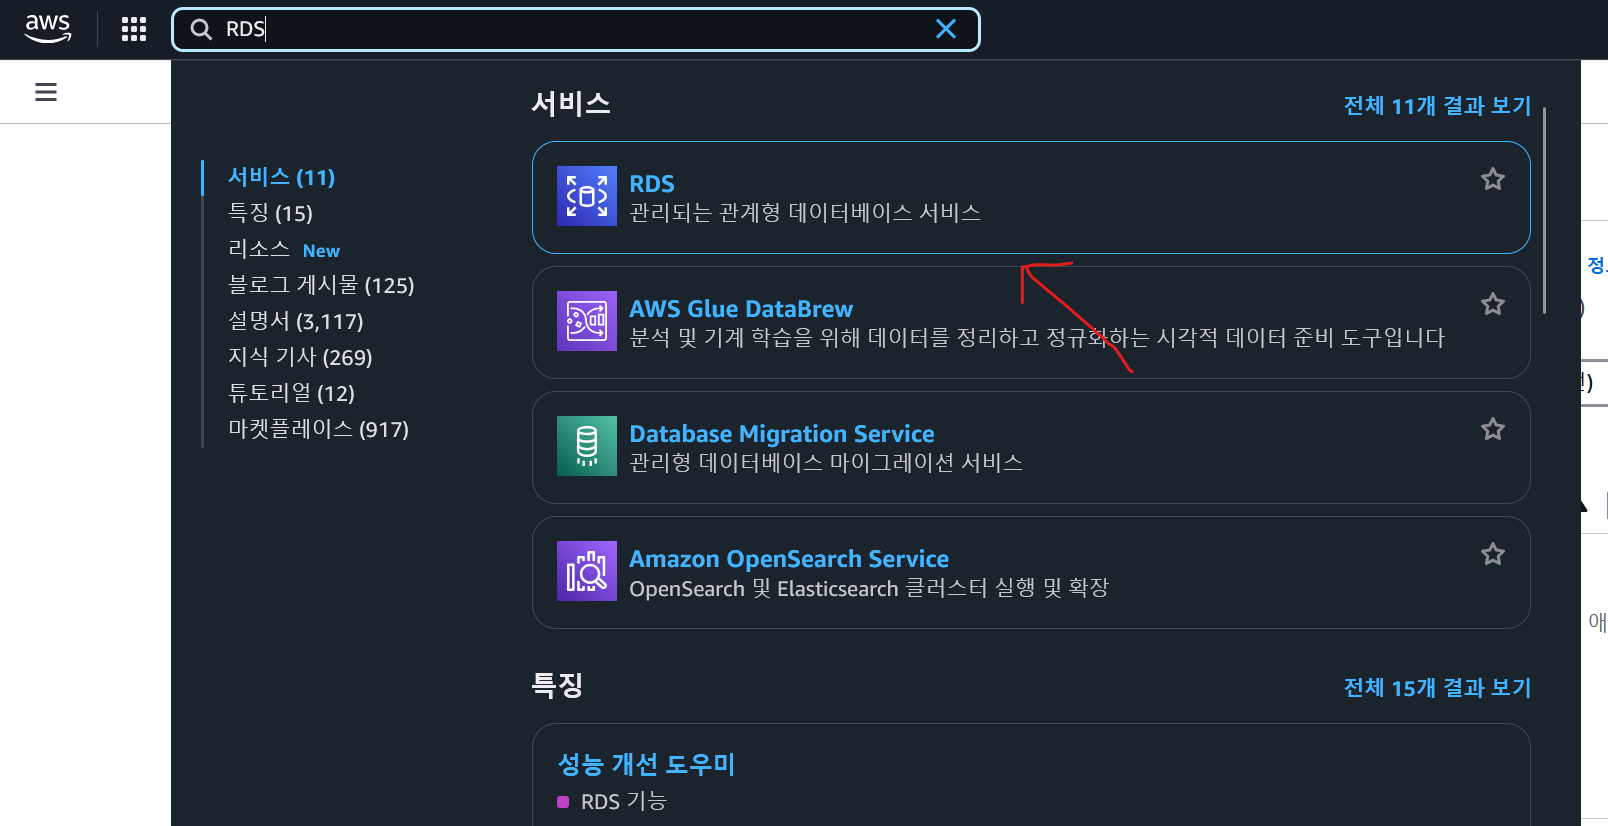 aws
RDS
서비스 (11)
특징 (15)
리소스 New
블로그 게시물 (125)
설명서 (3,117)
지식 기사 (269)
튜토리얼 (12)
마켓플레이스 (917)
서비스
전체 11개 결과 보기
RDS
관리되는 관계형 데이터베이스 서비스
AWS Glue DataBrew
분석 및 기계 학습을 위해 데이터를 정리하고 정규화하는 시각적 데이터 준비 도구입니다
Database Migration Service
관리형 데이터베이스 마이그레이션 서비스
Amazon OpenSearch Service
OpenSearch 및 Elasticsearch 클러스터 실행 및 확장
특징
전체 15개 결과 보기
성능 개선 도우미
RDS 기능
애